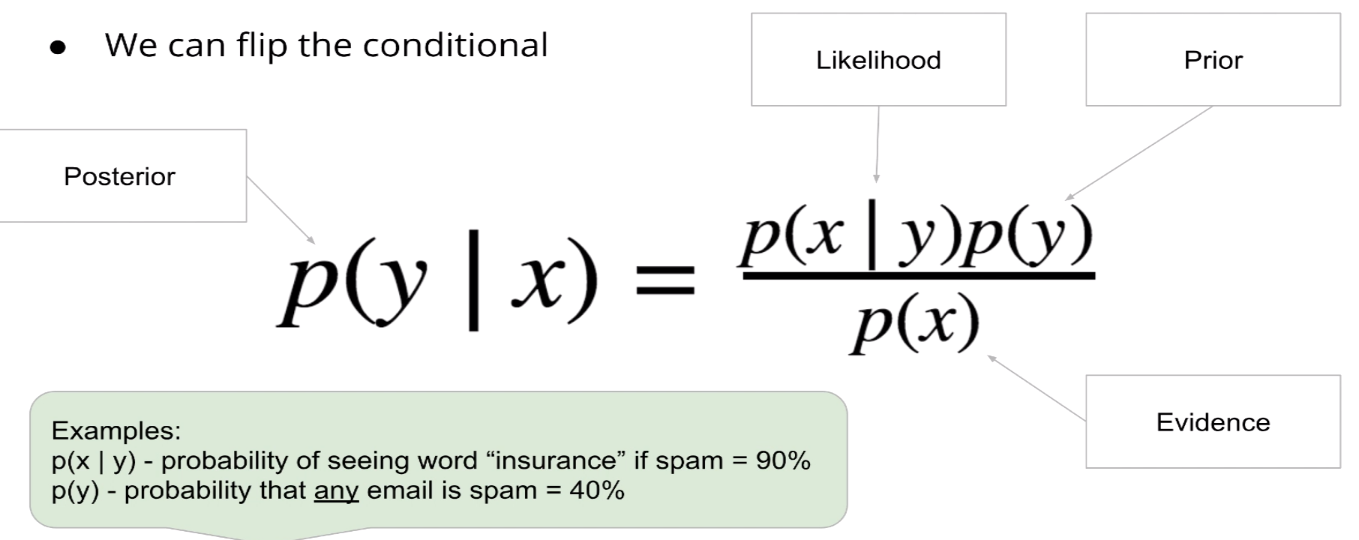 ● We can flip the conditional
Likelihood
Prior
Posterior
p(y | x) = p(x | y)p(y)
p(x)
Evidence
Examples:
p(x | y) - probability of seeing word “insurance” if spam = 90%
p(y) - probability that any email is spam = 40%